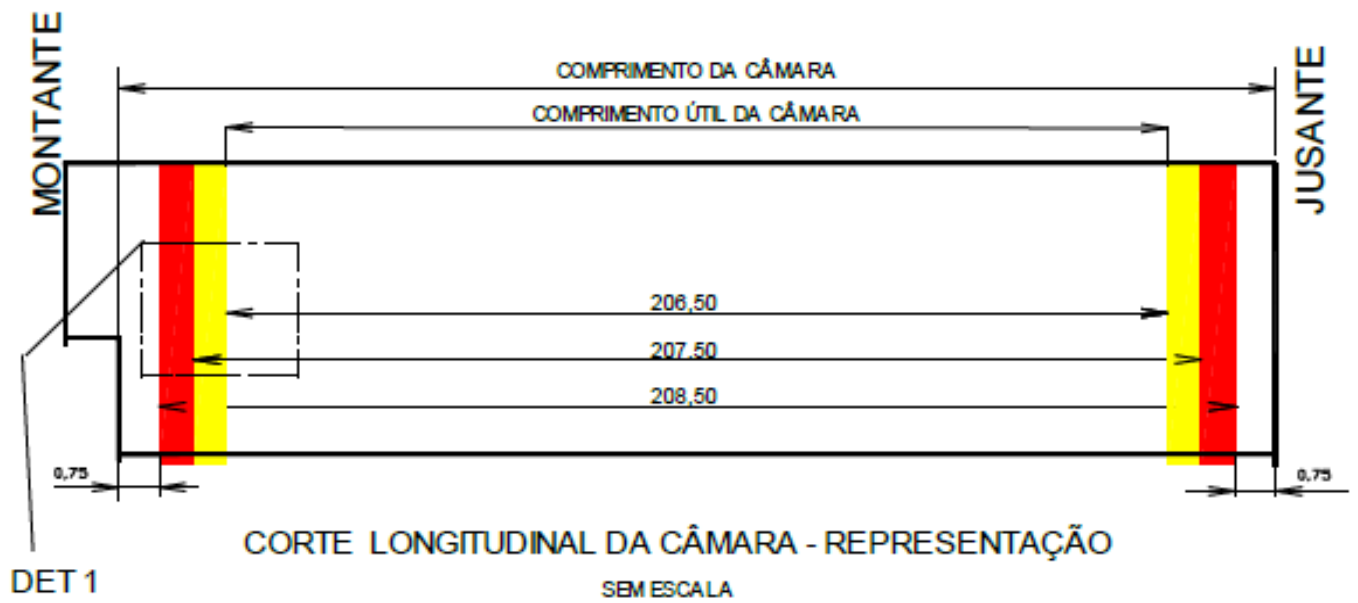 MONTANTE
COMPRIMENTO DA CÂMARA
COMPRIMENTO ÚTIL DA CÂMARA
JUSANTE
206,50
207,50
208,50
0,75
0,75
CORTE LONGITUDINAL DA CÂMARA - REPRESENTAÇÃO
DET 1
SEM ESCALA